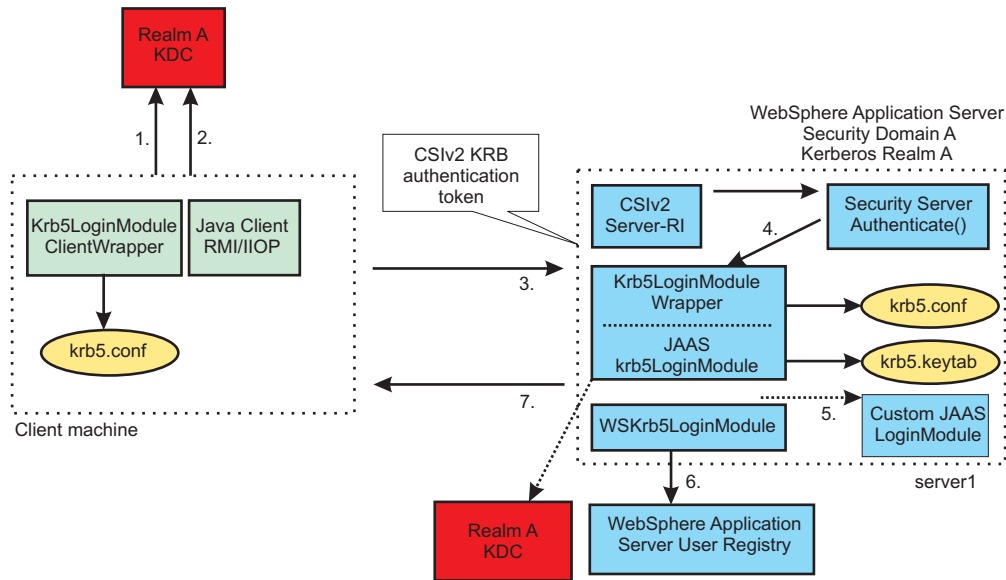 Realm A
KDC
1.
2.
WebSphere Application Server
Security Domain A
Kerberos Realm A
CSIv2 KRB
authentication
token
Krb5LoginModule
ClientWrapper
Java Client
RMI/IIOP
krb5.conf
Client machine
3.
7.
CSIv2
Server-RI
Security Server
Authenticate()
4.
Krb5LoginModule
Wrapper
JAAS
krb5LoginModule
krb5.conf
krb5.keytab
5.
WSKrb5LoginModule
Custom JAAS
LoginModule
server1
6.
Realm A
KDC
WebSphere Application
Server User Registry